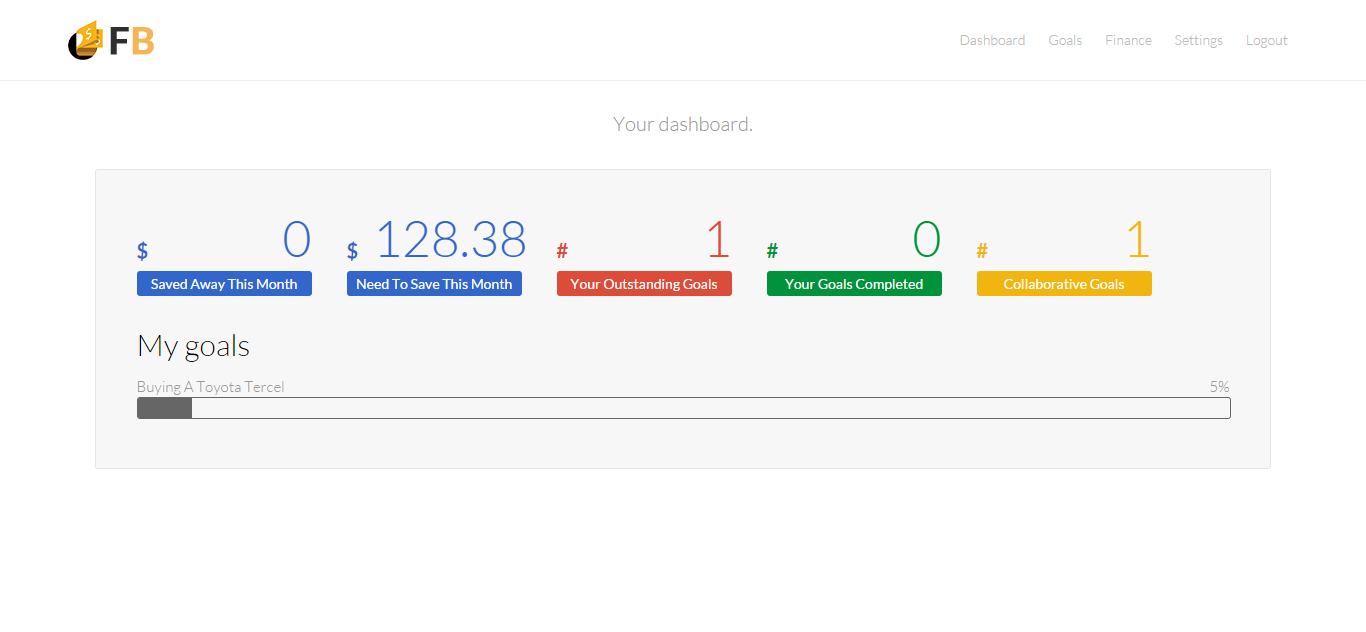 FB
Dashboard Goals Finance Settings Logout
Your dashboard.
$ 0 $ 128.38 # 1 # 0 # 1
Saved Away This Month Need To Save This Month Your Outstanding Goals Your Goals Completed Collaborative Goals
My goals
Buying A Toyota Tercel 5%